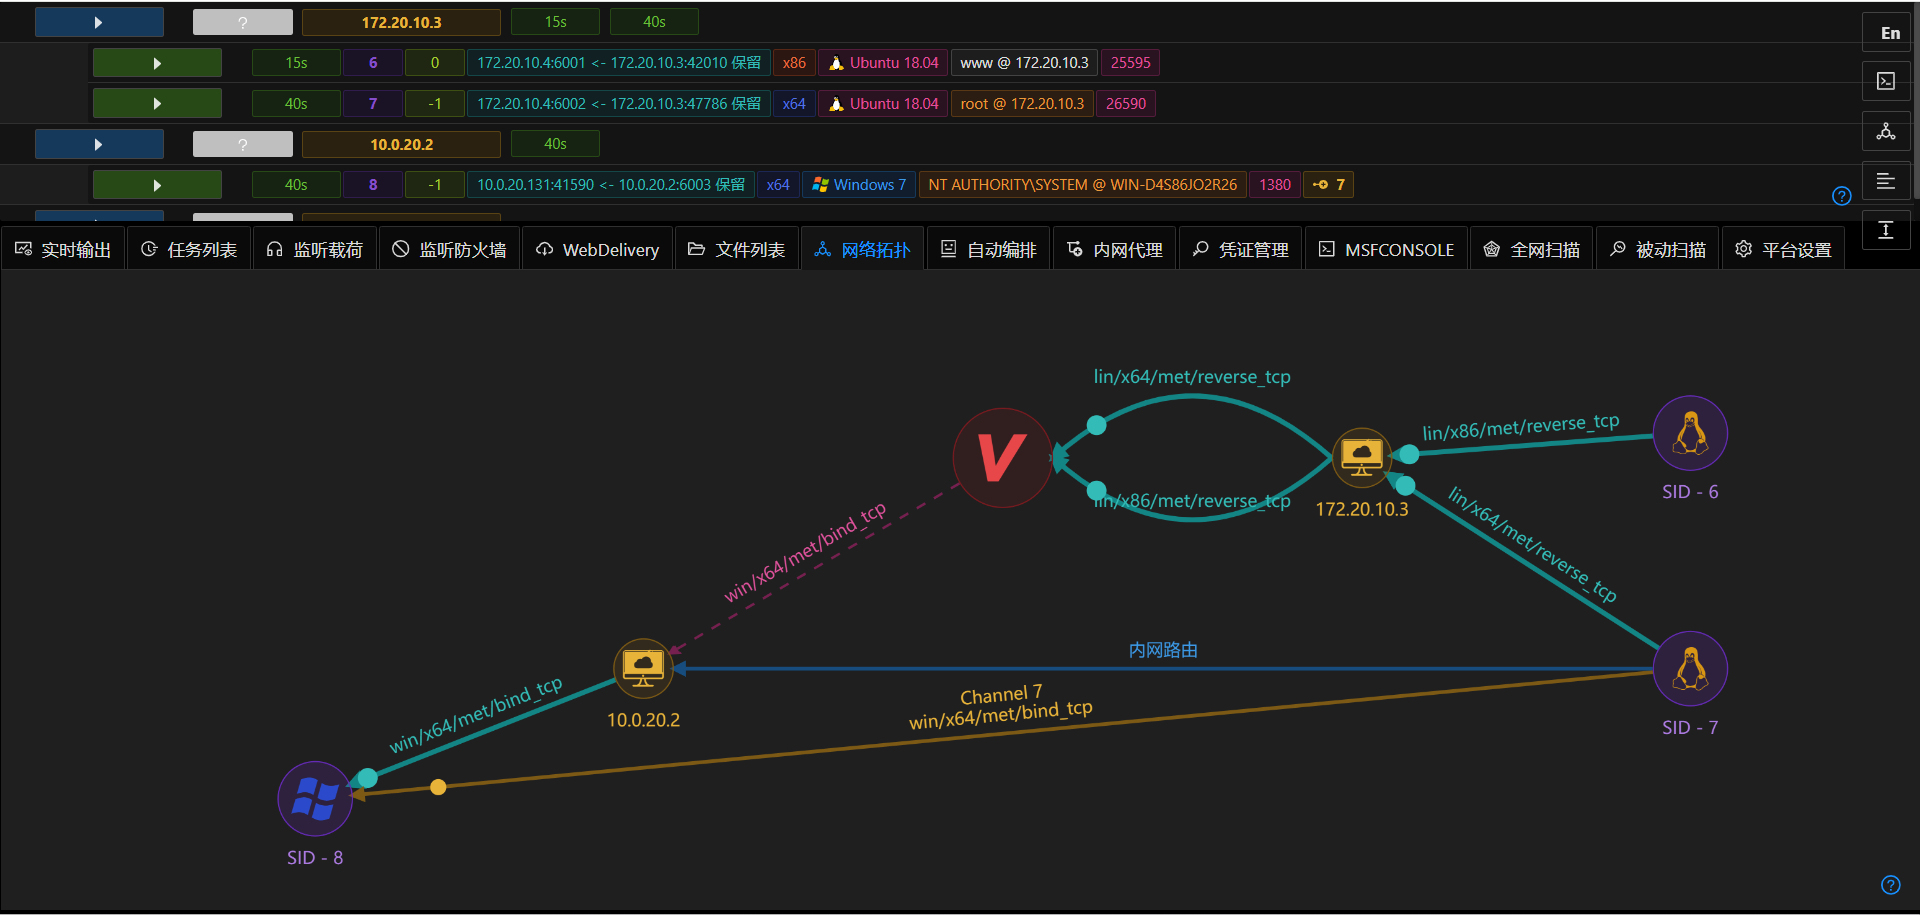 ? 172.20.10.3 15s 40s
En
15s 6 0 172.20.10.4:6001 <- 172.20.10.3:42010 保留 x86 Ubuntu 18.04 www @ 172.20.10.3 25595
40s 7 -1 172.20.10.4:6002 <- 172.20.10.3:47786 保留 x64 Ubuntu 18.04 root @ 172.20.10.3 26590
? 10.0.20.2 40s
40s 8 -1 10.0.20.131:41590 <- 10.0.20.2:6003 保留 x64 Windows 7 NT AUTHORITY\SYSTEM @ WIN-D4S86JO2R26 1380 7
?
实时输出 任务列表 监听载荷 监听防火墙 WebDelivery 文件列表 网络拓扑 自动编排 内网代理 凭证管理 MSFCONSOLE 全网扫描 被动扫描 平台设置
lin/x64/met/reverse_tcp
lin/x86/met/reverse_tcp
V
SID - 6
lin/x86/met/reverse_tcp
172.20.10.3
lin/x64/met/reverse_tcp
win/x64/met/bind_tcp
内网路由
Channel 7
win/x64/met/bind_tcp
10.0.20.2
SID - 7
win/x64/met/bind_tcp
SID - 8
?